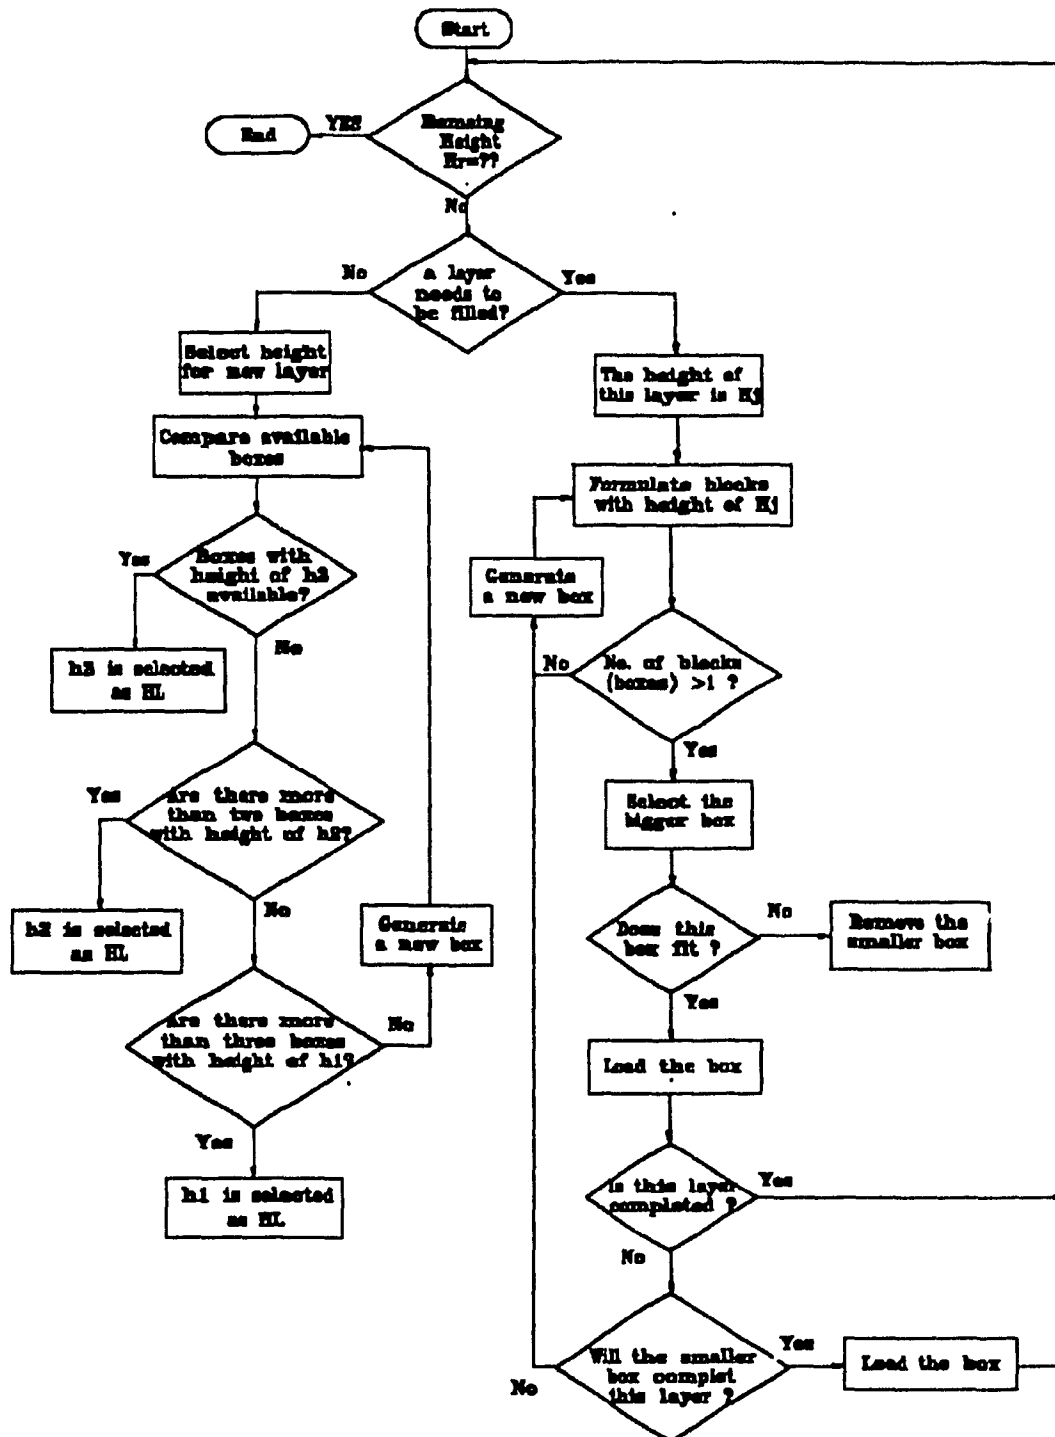 Start
End
YES
Remaing
Height
Hr=??
No
No
a layer
needs to
be filled?
Yes
Select height
for new layer
The height of
this layer is Hj
Compare available
boxes
Formulate blocks
with height of Hj
Yes
Boxes with
height of h3
available?
Generate
a new box
No
h3 is selected
as HL
No
No. of blocks
(boxes) >1 ?
Yes
Yes
Are there more
than two boxes
with height of h2?
Select the
bigger box
No
h2 is selected
as HL
Generate
a new box
Does this
box fit ?
No
Remove the
smaller box
Yes
Are there more
than three boxes
with height of h1?
No
Load the box
Yes
h1 is selected
as HL
Is this layer
completed ?
Yes
No
Will the smaller
box complet
this layer ?
Yes
Load the box
No